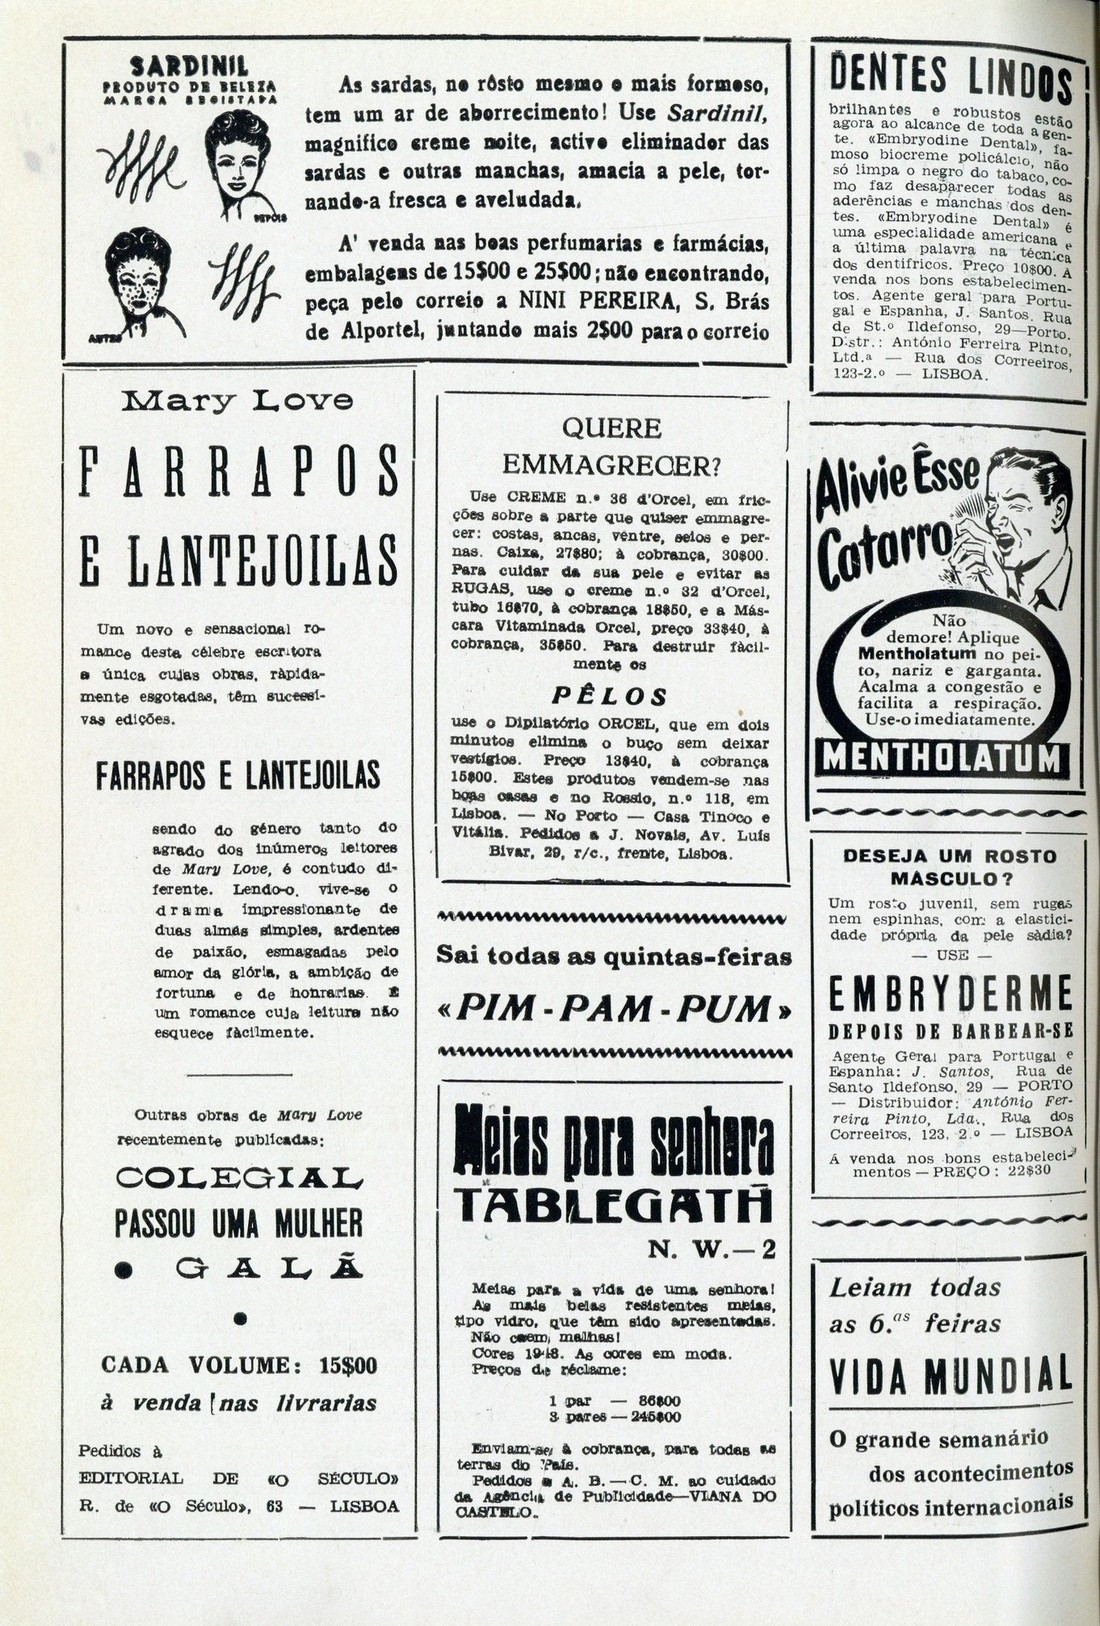 SARDINIL
PRODUTO DE BELEZA
MARCA REGISTADA
DEPOIS
ANTES
As sardas, no rôsto mesmo o mais formoso,
tem um ar de aborrecimento! Use Sardinil,
magnifico creme noite, activo eliminador das
sardas e outras manchas, amacia a pele, tor-
nando-a fresca e aveludada.
A' venda nas boas perfumarias e farmácias,
embalagens de 15$00 e 25$00; não encontrando,
peça pelo correio a NINI PEREIRA, S. Brás
de Alportel, juntando mais 2$00 para o correio
Mary Love
FARRAPOS
E LANTEJOILAS
Um novo e sensacional ro-
mance desta célebre escritora
a única cujas obras, ràpida-
mente esgotadas, têm sucessi-
vas edições.
FARRAPOS E LANTEJOILAS
sendo do género tanto do
agrado dos inúmeros leitores
de Mary Love, é contudo di-
ferente. Lendo-o, vive-se o
drama impressionante de
duas almas simples, ardentes
de paixão, esmagadas pelo
amor da glória, a ambição de
fortuna e de honrarias. É
um romance cuja leitura não
esquece fàcilmente.
Outras obras de Mary Love
recentemente publicadas:
COLEGIAL
PASSOU UMA MULHER
● GALÃ
●
CADA VOLUME: 15$00
à venda nas livrarias
Pedidos à
EDITORIAL DE «O SÉCULO»
R. de «O Século», 63 — LISBOA
QUERE
EMMAGRECER?
Use CREME n.º 36 d'Orcel, em fric-
ções sobre a parte que quiser emmagre-
cer: costas, ancas, ventre, seios e per-
nas. Caixa, 27$80; à cobrança, 30$00.
Para cuidar da sua pele e evitar as
RUGAS, use o creme n.º 32 d'Orcel,
tubo 16$70, à cobrança 18$50, e a Más-
cara Vitaminada Orcel, preço 33$40, à
cobrança, 35$50. Para destruir fàcil-
mente os
PÊLOS
use o Dipilatório ORCEL, que em dois
minutos elimina o buço sem deixar
vestígios. Preço 13$40, à cobrança
15$00. Estes produtos vendem-se nas
boas casas e no Rossio, n.º 118, em
Lisboa. — No Porto — Casa Tinoco e
Vitália. Pedidos a J. Novais, Av. Luís
Bivar, 29, r/c., frente, Lisboa.
Sai todas as quintas-feiras
«PIM-PAM-PUM»
Meias para senhora
TABLEGATH
N. W.—2
Meias para a vida de uma senhora!
As mais belas resistentes meias,
tipo vidro, que têm sido apresentadas.
Não caem, malhas!
Cores 1948. As cores em moda.
Preços de réclame:
1 par — 86$00
3 pares — 245$00
Enviam-se, à cobrança, para todas as
terras do País.
Pedidos a A. B.—C. M. ao cuidado
da Agência de Publicidade—VIANA DO
CASTELO.
DENTES LINDOS
brilhantes e robustos estão
agora ao alcance de toda a gen-
te. «Embryodine Dental», fa-
moso biocreme policálcio, não
só limpa o negro do tabaco, co-
mo faz desaparecer todas as
aderências e manchas dos den-
tes. «Embryodine Dental» é
uma especialidade americana e
a última palavra na técnica
dos dentifricos. Preço 10$00. A
venda nos bons estabelecimen-
tos. Agente geral para Portu-
gal e Espanha, J. Santos. Rua
de St.º Ildefonso, 29—Porto.
Distr.: António Ferreira Pinto,
Ltd.ª — Rua dos Correeiros,
123-2.º — LISBOA.
Alivie Êsse
Catarro
Não
demore! Aplique
Mentholatum no pei-
to, nariz e garganta.
Acalma a congestão e
facilita a respiração.
Use-o imediatamente.
MENTHOLATUM
DESEJA UM ROSTO
MASCULO?
Um rosto juvenil, sem rugas
nem espinhas, com a elastici-
dade própria da pele sàdia?
— USE —
EMBRYDERME
DEPOIS DE BARBEAR-SE
Agente Geral para Portugal e
Espanha: J. Santos, Rua de
Santo Ildefonso, 29 — PORTO
— Distribuidor: António Fer-
reira Pinto, Lda., Rua dos
Correeiros, 123, 2.º — LISBOA
Á venda nos bons estabeleci-
mentos — PREÇO: 22$30
Leiam todas
as 6.as feiras
VIDA MUNDIAL
O grande semanário
dos acontecimentos
políticos internacionais